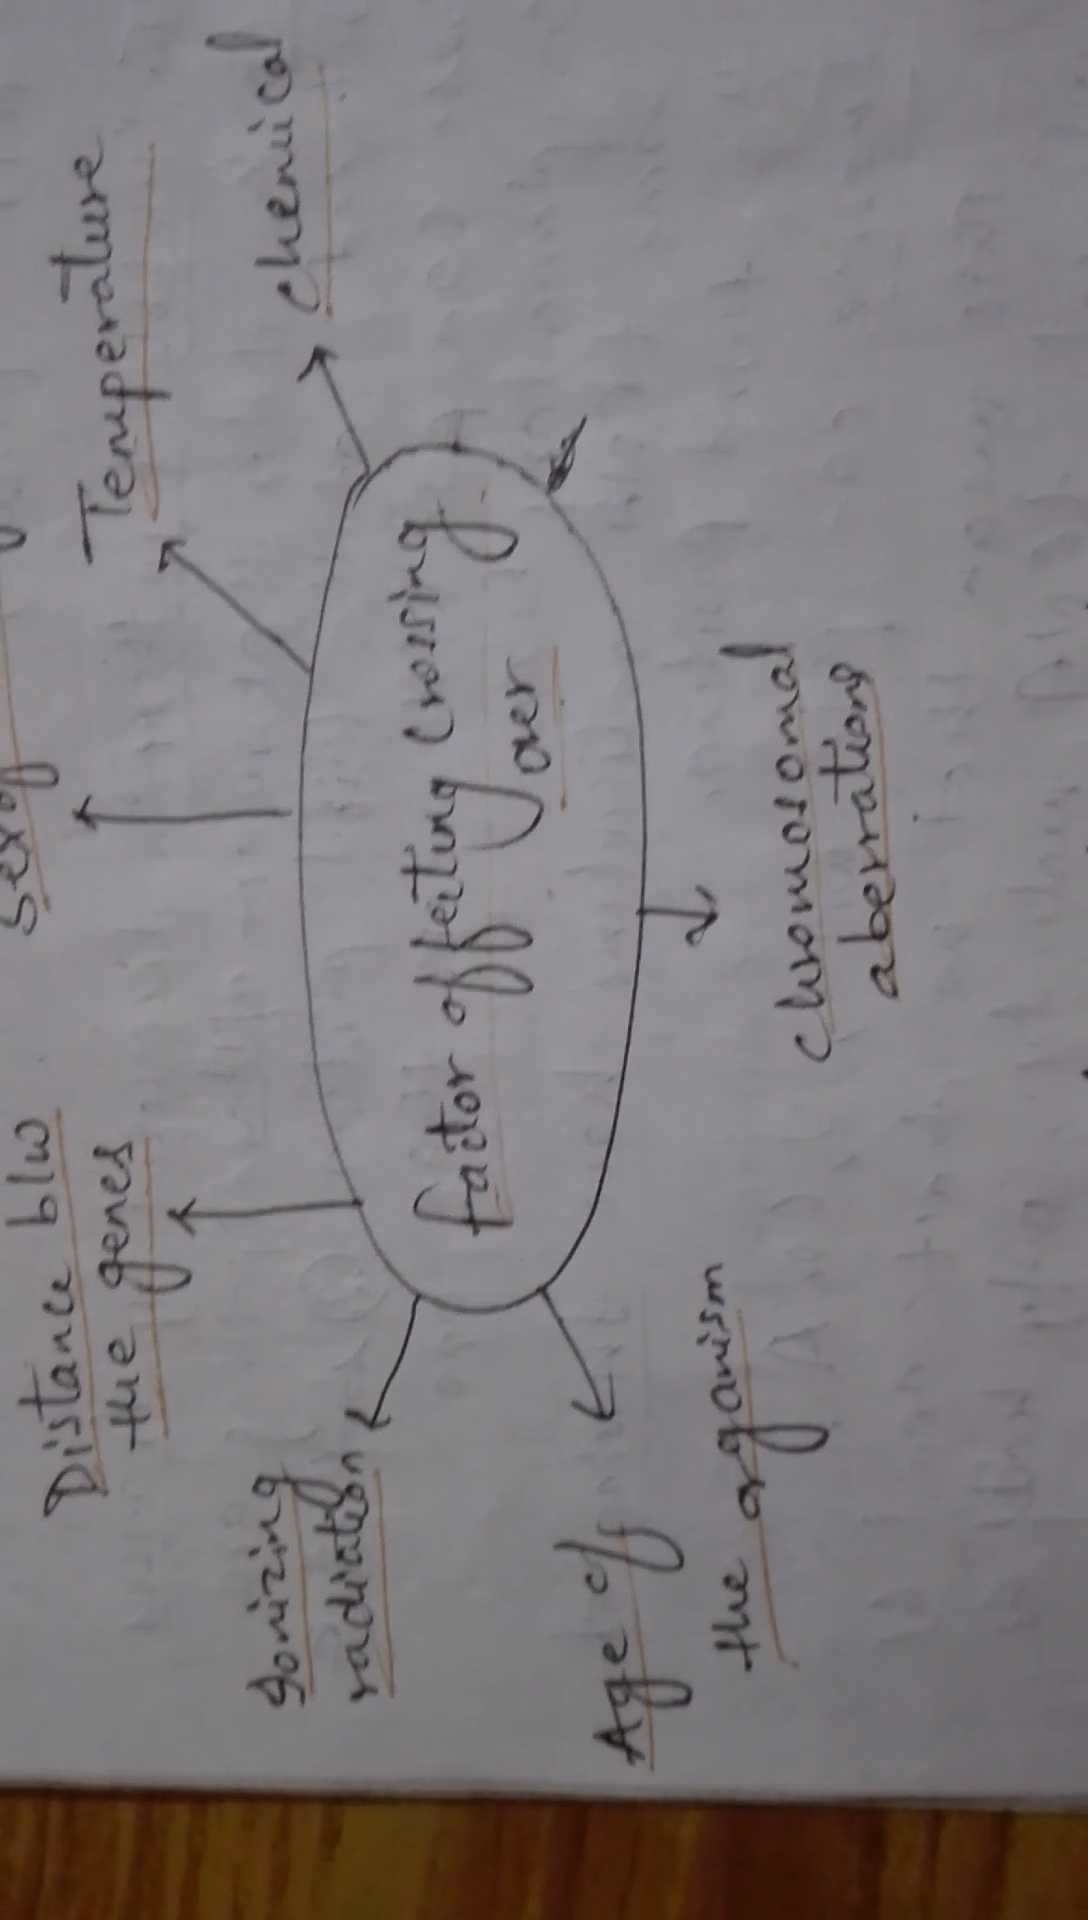 Distance b/w
the genes
Sex of
Temperature
Chemical
Ionizing
radiation
factor affecting Crossing
over
Age of
the organism
Chromosomal
aberrations